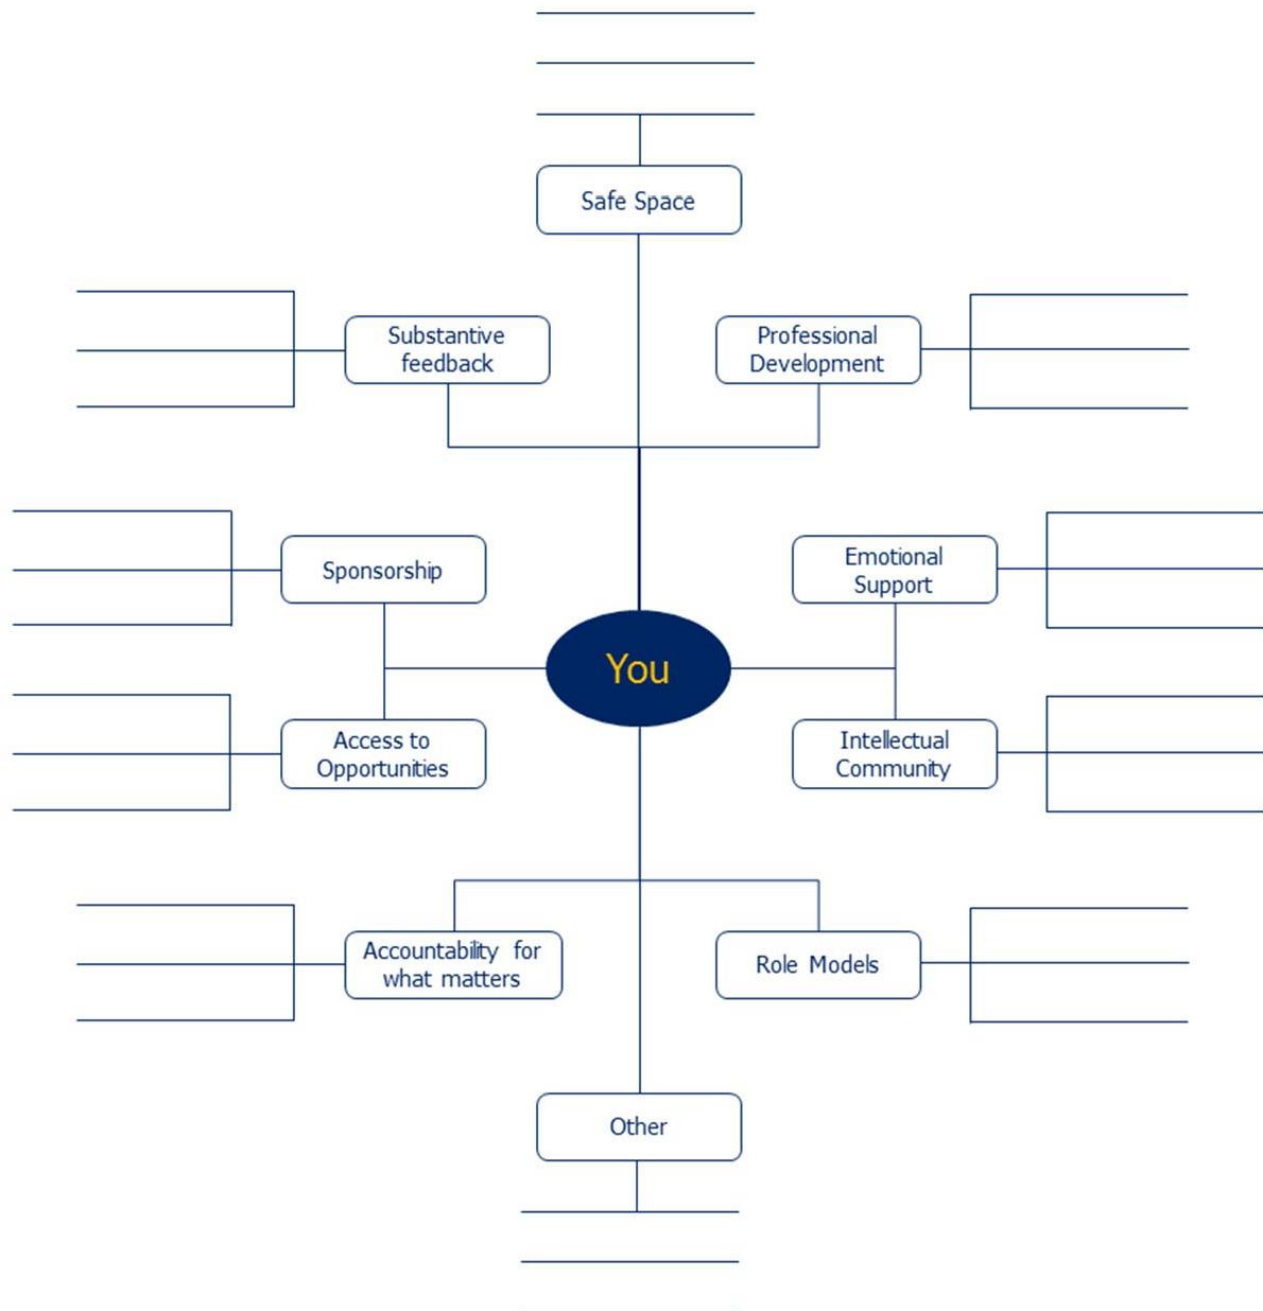 Safe Space
Substantive
feedback
Professional
Development
Sponsorship
Emotional
Support
You
Access to
Opportunities
Intellectual
Community
Accountability for
what matters
Role Models
Other